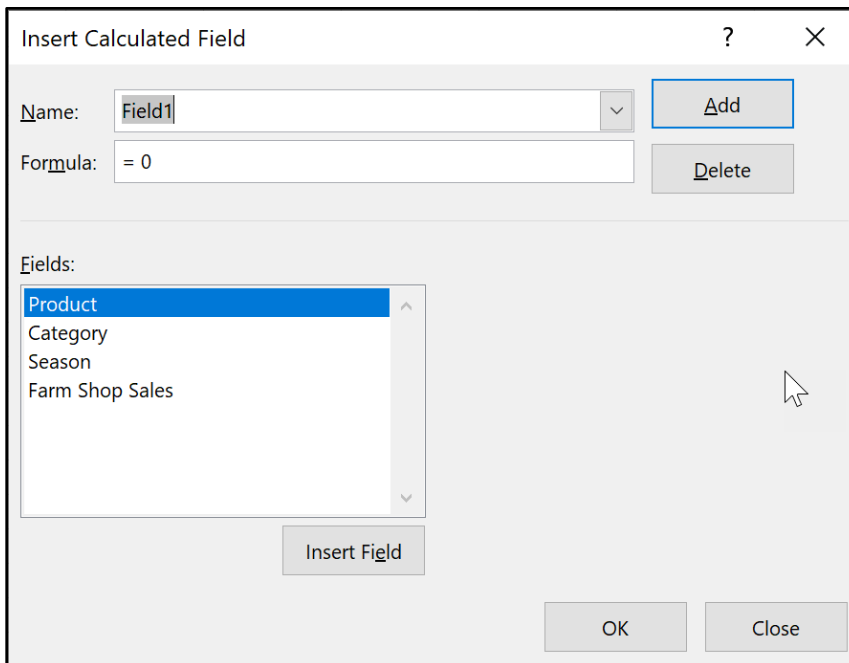 Insert Calculated Field
?
Name:
Field1
Add
Formula:
= 0
Delete
Fields:
Product
Category
Season
Farm Shop Sales
Insert Field
OK
Close